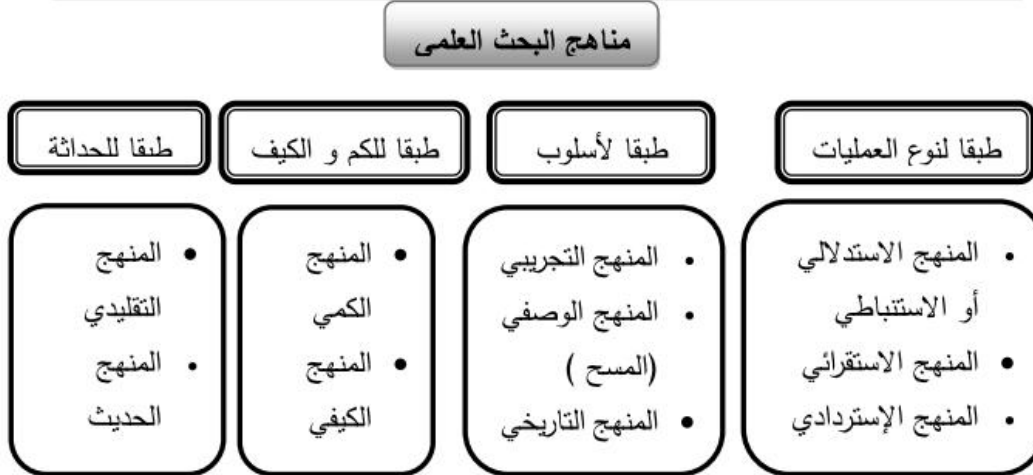 مناهج البحث العلمى
طبقا لنوع العمليات
طبقا لأسلوب
طبقا للكم و الكيف
طبقا للحداثة
• المنهج الاستدلالي
أو الاستنباطي
• المنهج الاستقرائي
• المنهج الإستردادي
• المنهج التجريبي
• المنهج الوصفي
(المسح )
• المنهج التاريخي
• المنهج
الكمي
• المنهج
الكيفي
• المنهج
التقليدي
• المنهج
الحديث